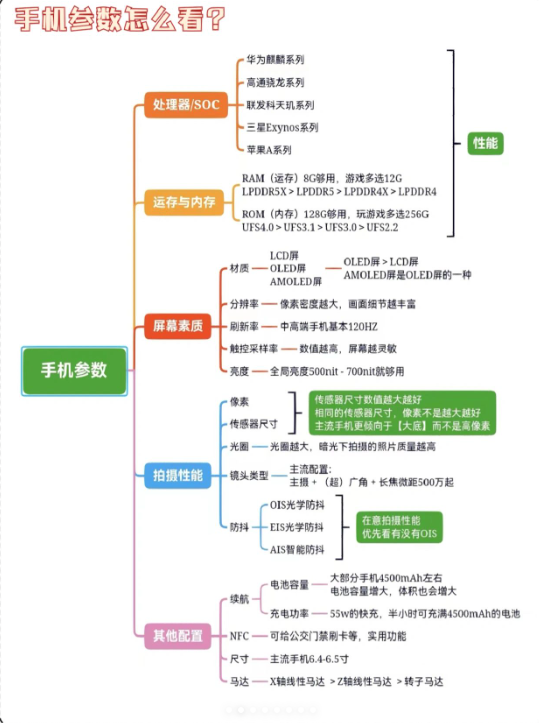 手机参数怎么看?
手机参数
处理器/SOC
华为麒麟系列
高通骁龙系列
联发科天玑系列
三星Exynos系列
苹果A系列
运存与内存
RAM（运存）8G够用，游戏多选12G
LPDDR5X > LPDDR5 > LPDDR4X > LPDDR4
ROM（内存）128G够用，玩游戏多选256G
UFS4.0 > UFS3.1 > UFS3.0 > UFS2.2
性能
屏幕素质
材质
LCD屏
OLED屏
AMOLED屏
OLED屏 > LCD屏
AMOLED屏是OLED屏的一种
分辨率
像素密度越大，画面细节越丰富
刷新率
中高端手机基本120HZ
触控采样率
数值越高，屏幕越灵敏
亮度
全局亮度500nit - 700nit就够用
拍摄性能
像素
传感器尺寸
传感器尺寸数值越大越好
相同的传感器尺寸，像素不是越大越好
主流手机更倾向于【大底】而不是高像素
光圈
光圈越大，暗光下拍摄的照片质量越高
镜头类型
主流配置：
主摄 + （超）广角 + 长焦微距500万起
防抖
OIS光学防抖
EIS光学防抖
AIS智能防抖
在意拍摄性能
优先看有没有OIS
其他配置
续航
电池容量
大部分手机4500mAh左右
电池容量增大，体积也会增大
充电功率
55w的快充，半小时可充满4500mAh的电池
NFC
可给公交门禁刷卡等，实用功能
尺寸
主流手机6.4-6.5寸
马达
X轴线性马达 > Z轴线性马达 > 转子马达